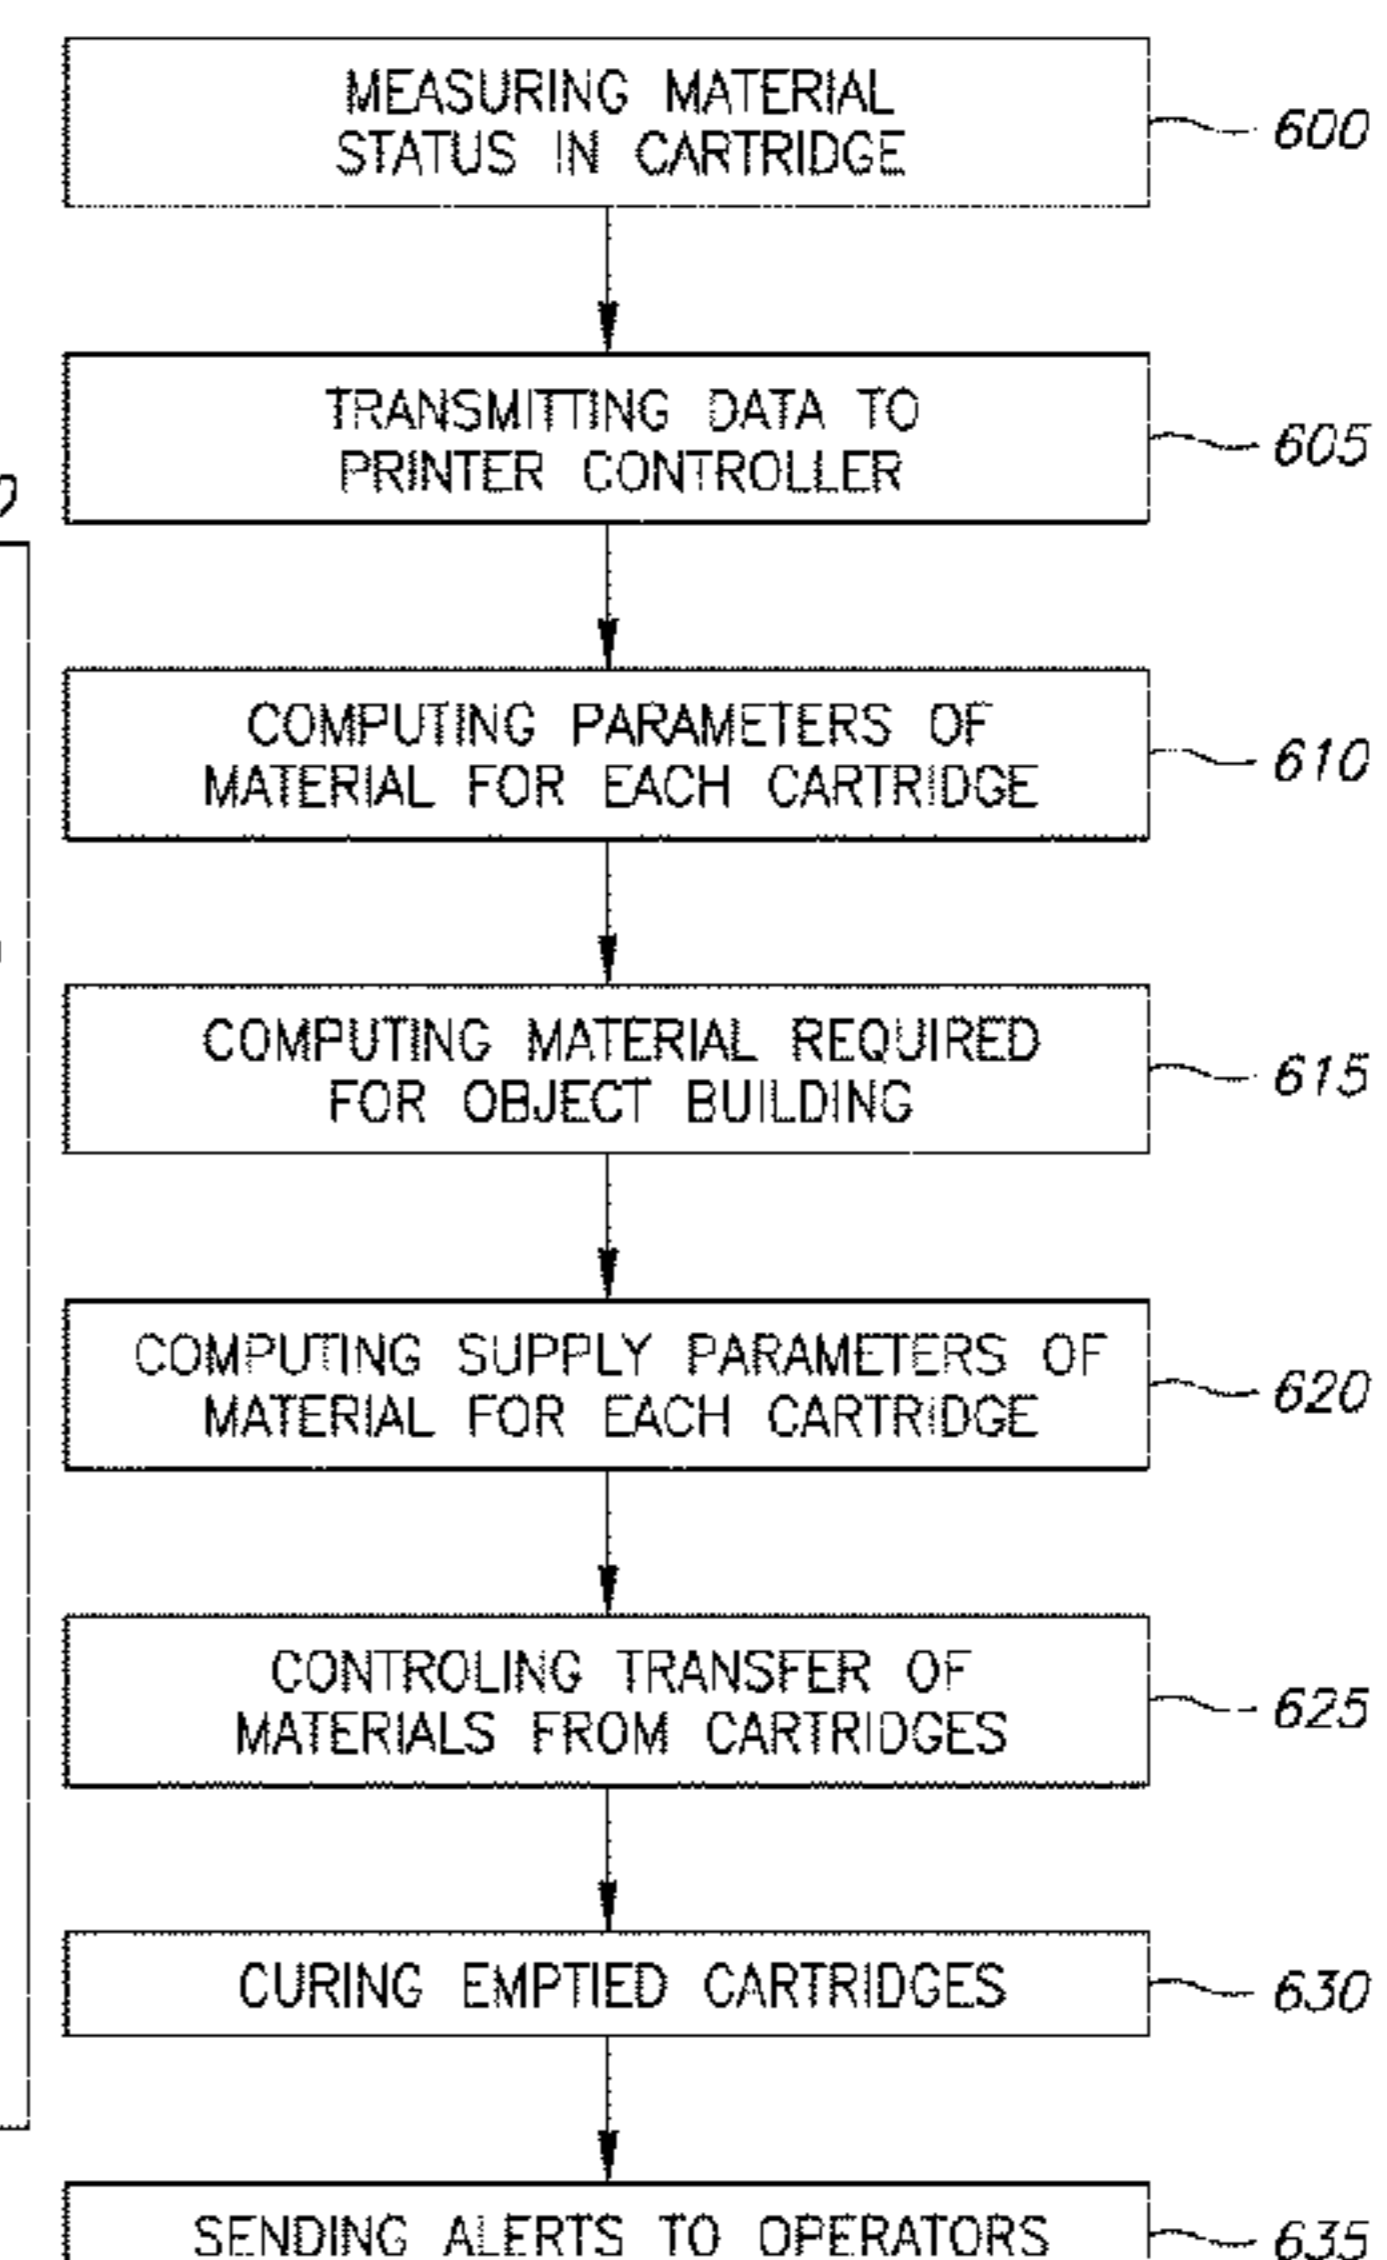 MEASURING MATERIAL
STATUS IN CARTRIDGE
600
TRANSMITTING DATA TO
PRINTER CONTROLLER
605
COMPUTING PARAMETERS OF
MATERIAL FOR EACH CARTRIDGE
610
COMPUTING MATERIAL REQUIRED
FOR OBJECT BUILDING
615
COMPUTING SUPPLY PARAMETERS OF
MATERIAL FOR EACH CARTRIDGE
620
CONTROLING TRANSFER OF
MATERIALS FROM CARTRIDGES
625
CURING EMPTIED CARTRIDGES
630
SENDING ALERTS TO OPERATORS
635